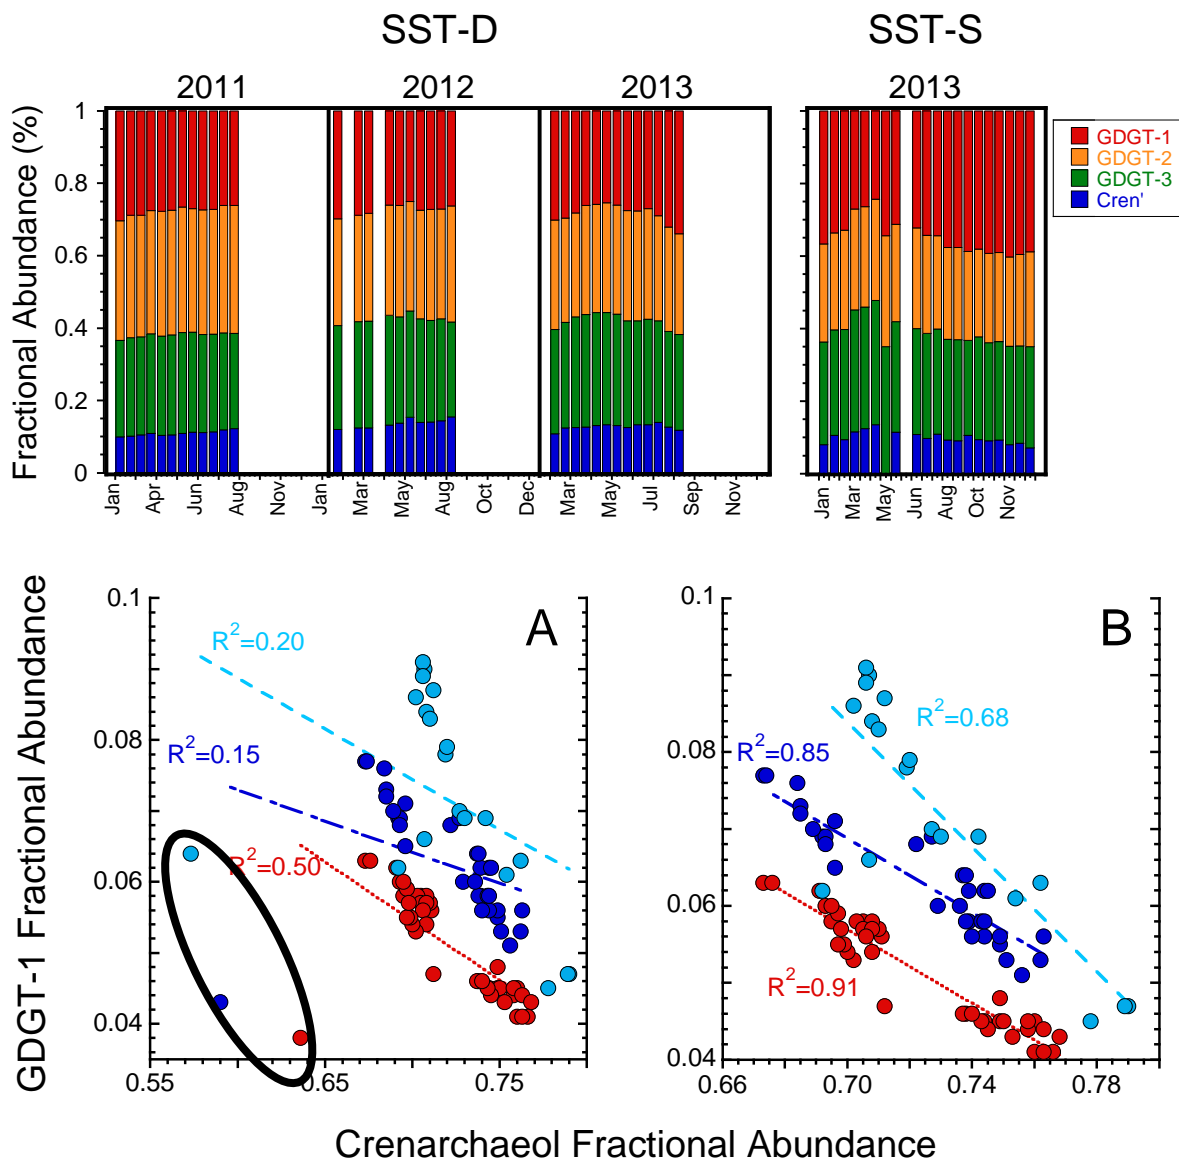 SST-D SST-S
2011 2012 2013 2013
Fractional Abundance (%)
1
0.8
0.6
0.4
0.2
0
Jan Apr Jun Aug Nov Jan Mar May Aug Oct Dec Mar May Jul Sep Nov
Jan Mar May Jun Aug Oct Nov
GDGT-1
GDGT-2
GDGT-3
Cren'
GDGT-1 Fractional Abundance
0.1
0.08
0.06
0.04
0.55 0.65 0.75
A
R²=0.20
R²=0.15
R²=0.50
0.1
0.08
0.06
0.04
0.66 0.70 0.74 0.78
B
R²=0.68
R²=0.85
R²=0.91
Crenarchaeol Fractional Abundance